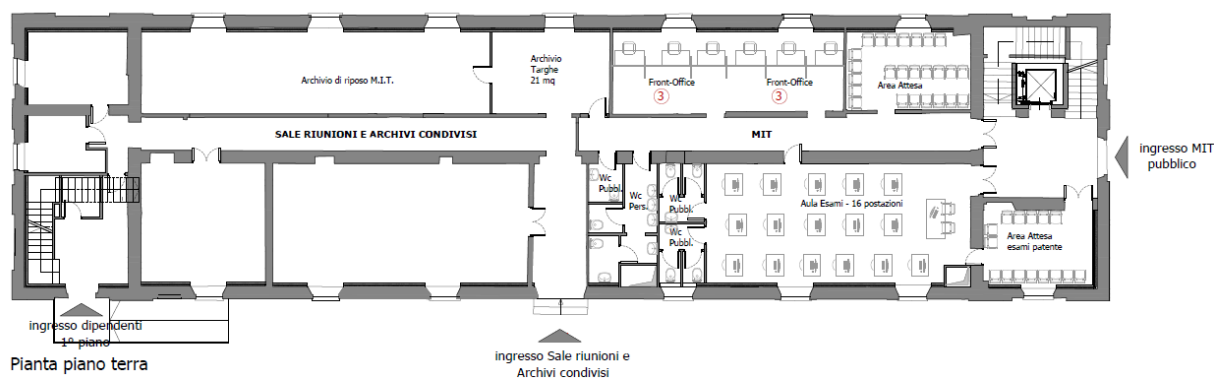 Archivio di riposo M.I.T.
Archivio
Targhe
21 mq
Front-Office
3
Front-Office
3
Area Attesa
SALE RIUNIONI E ARCHIVI CONDIVISI
MIT
ingresso MIT
pubblico
Wc
Pubbl.
Wc
Pers.
Wc
Pubbl.
Wc
Pubbl.
Aula Esami - 16 postazioni
Area Attesa
esami patente
ingresso dipendenti
1° piano
ingresso Sale riunioni e
Archivi condivisi
Pianta piano terra